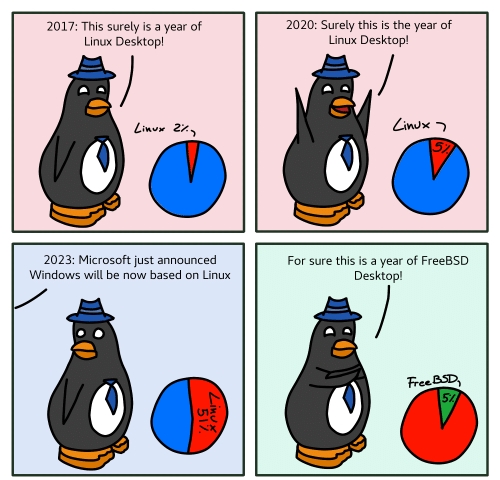 2017: This surely is a year of
Linux Desktop!
Linux 2%
2020: Surely this is the year of
Linux Desktop!
Linux
5%
2023: Microsoft just announced
Windows will be now based on Linux
Linux
51%
For sure this is a year of FreeBSD
Desktop!
FreeBSD
5%